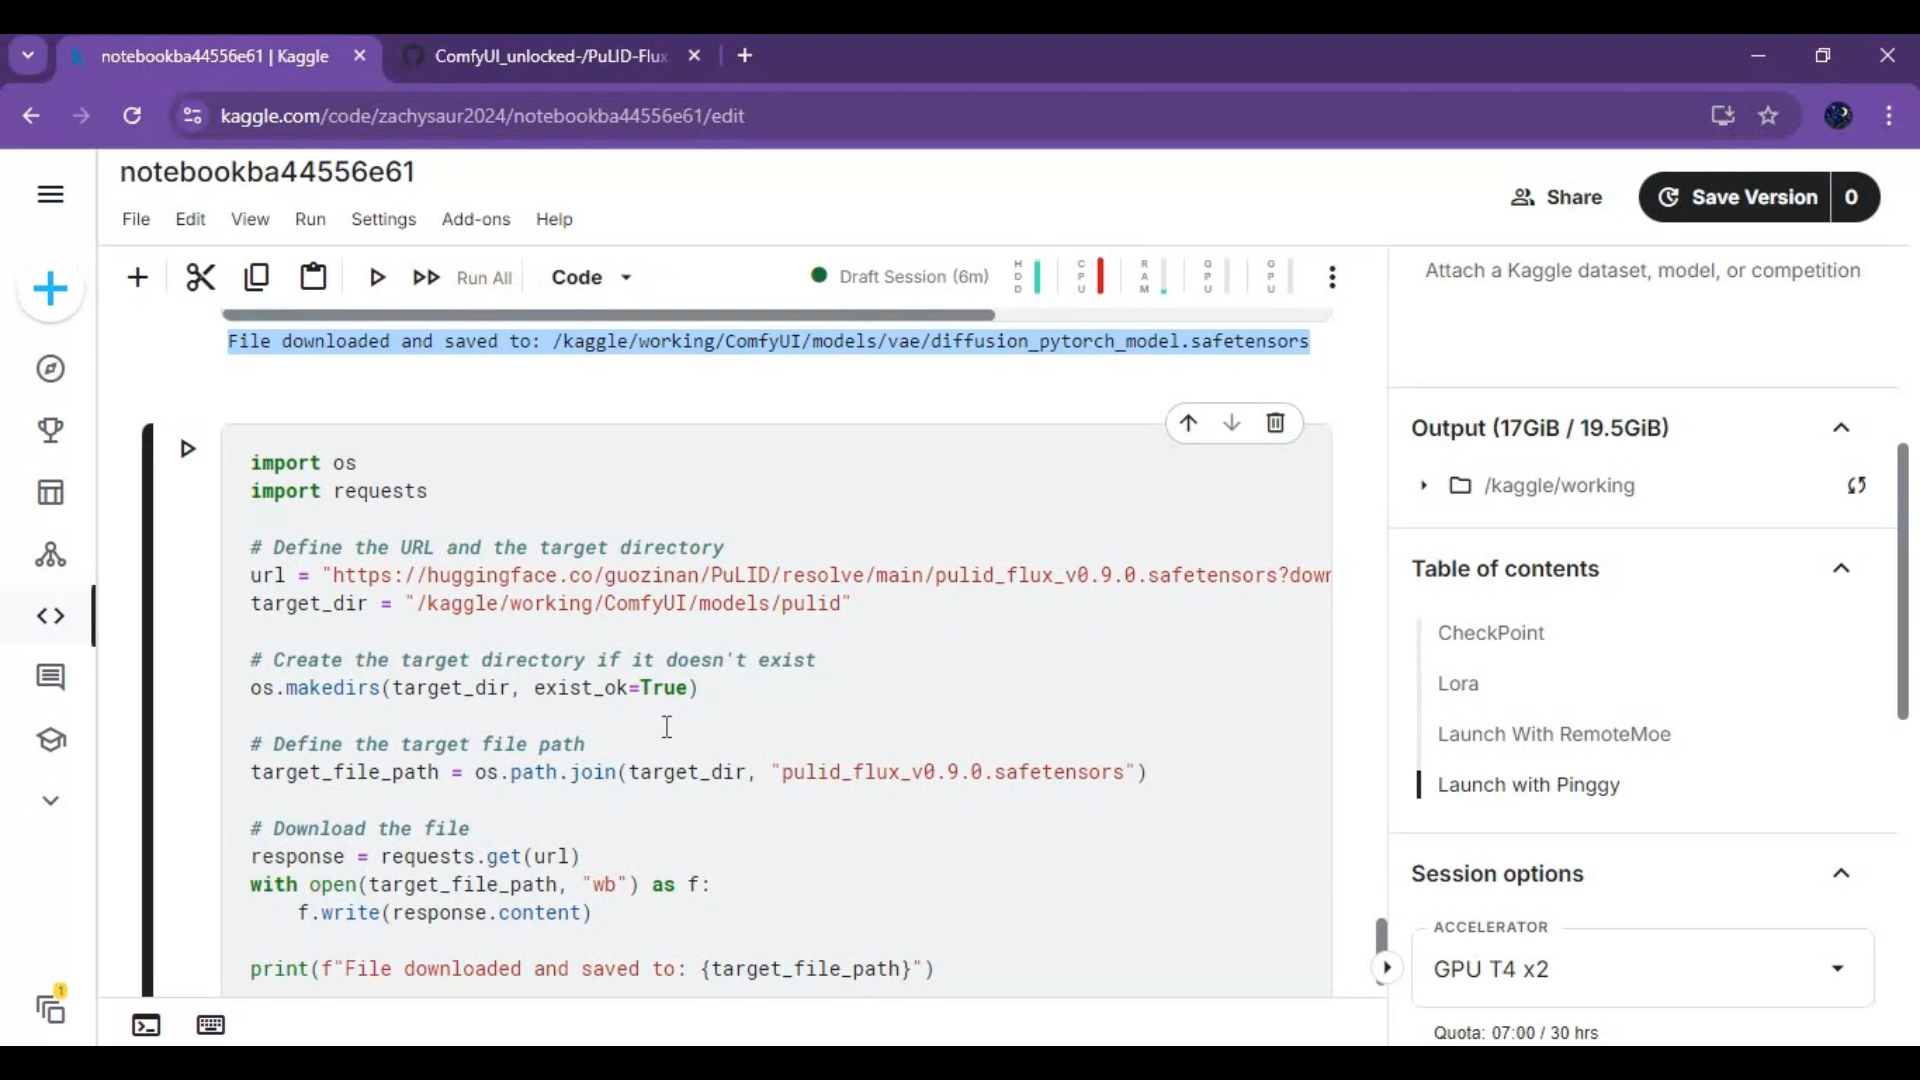 notebookba44556e61 | Kaggle
ComfyUI_unlocked-/PuLID-Flux
kaggle.com/code/zachysaur2024/notebookba44556e61/edit
notebookba44556e61
File Edit View Run Settings Add-ons Help
Share
Save Version 0
Run All
Code
Draft Session (6m)
HDD
CPU
RAM
GPU
GPU
Attach a Kaggle dataset, model, or competition
File downloaded and saved to: /kaggle/working/ComfyUI/models/vae/diffusion_pytorch_model.safetensors
import os
import requests
# Define the URL and the target directory
url = "https://huggingface.co/guozinan/PuLID/resolve/main/pulid_flux_v0.9.0.safetensors?down
target_dir = "/kaggle/working/ComfyUI/models/pulid"
# Create the target directory if it doesn't exist
os.makedirs(target_dir, exist_ok=True)
# Define the target file path
target_file_path = os.path.join(target_dir, "pulid_flux_v0.9.0.safetensors")
# Download the file
response = requests.get(url)
with open(target_file_path, "wb") as f:
    f.write(response.content)
print(f"File downloaded and saved to: {target_file_path}")
Output (17GiB / 19.5GiB)
/kaggle/working
Table of contents
CheckPoint
Lora
Launch With RemoteMoe
Launch with Pinggy
Session options
ACCELERATOR
GPU T4 x2
Quota: 07:00 / 30 hrs
1